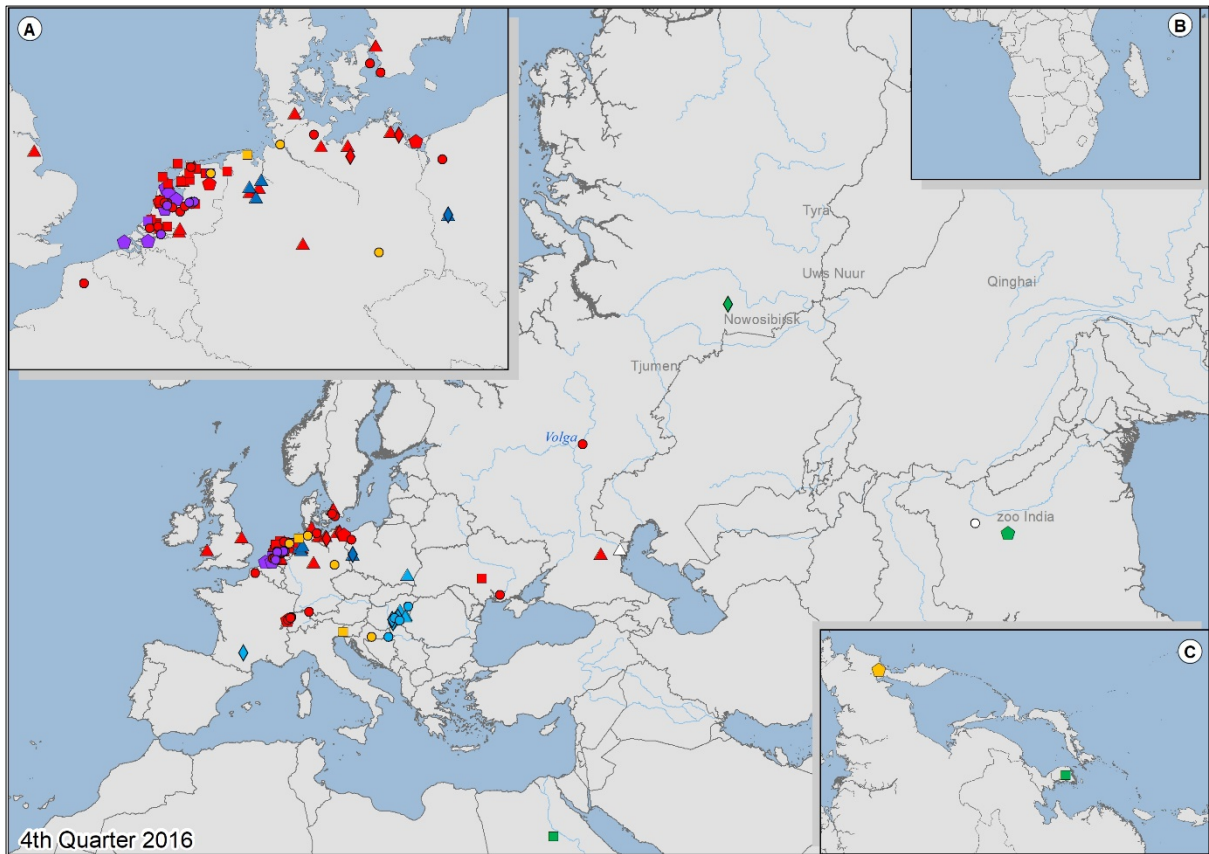 A
B
Tyra
Uws Nuur
Qinghai
Nowosibirsk
Tjumen
Volga
zoo India
C
4th Quarter 2016